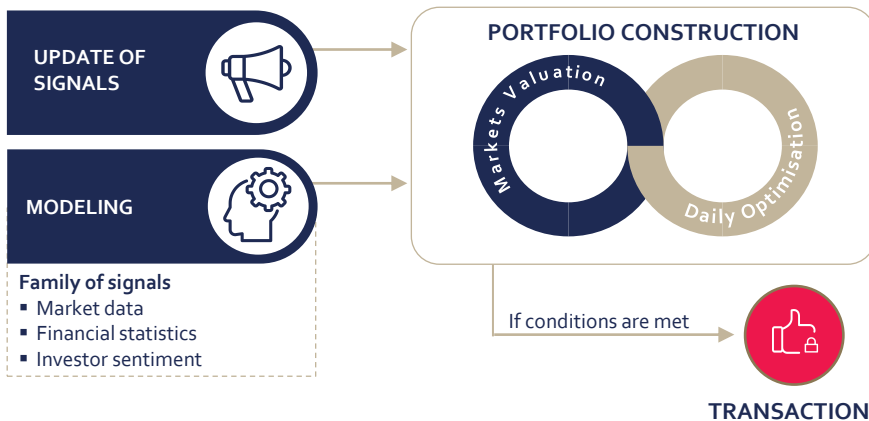 UPDATE OF
SIGNALS
MODELING
Family of signals
▪ Market data
▪ Financial statistics
▪ Investor sentiment
PORTFOLIO CONSTRUCTION
Markets Valuation
Daily Optimisation
If conditions are met
TRANSACTION